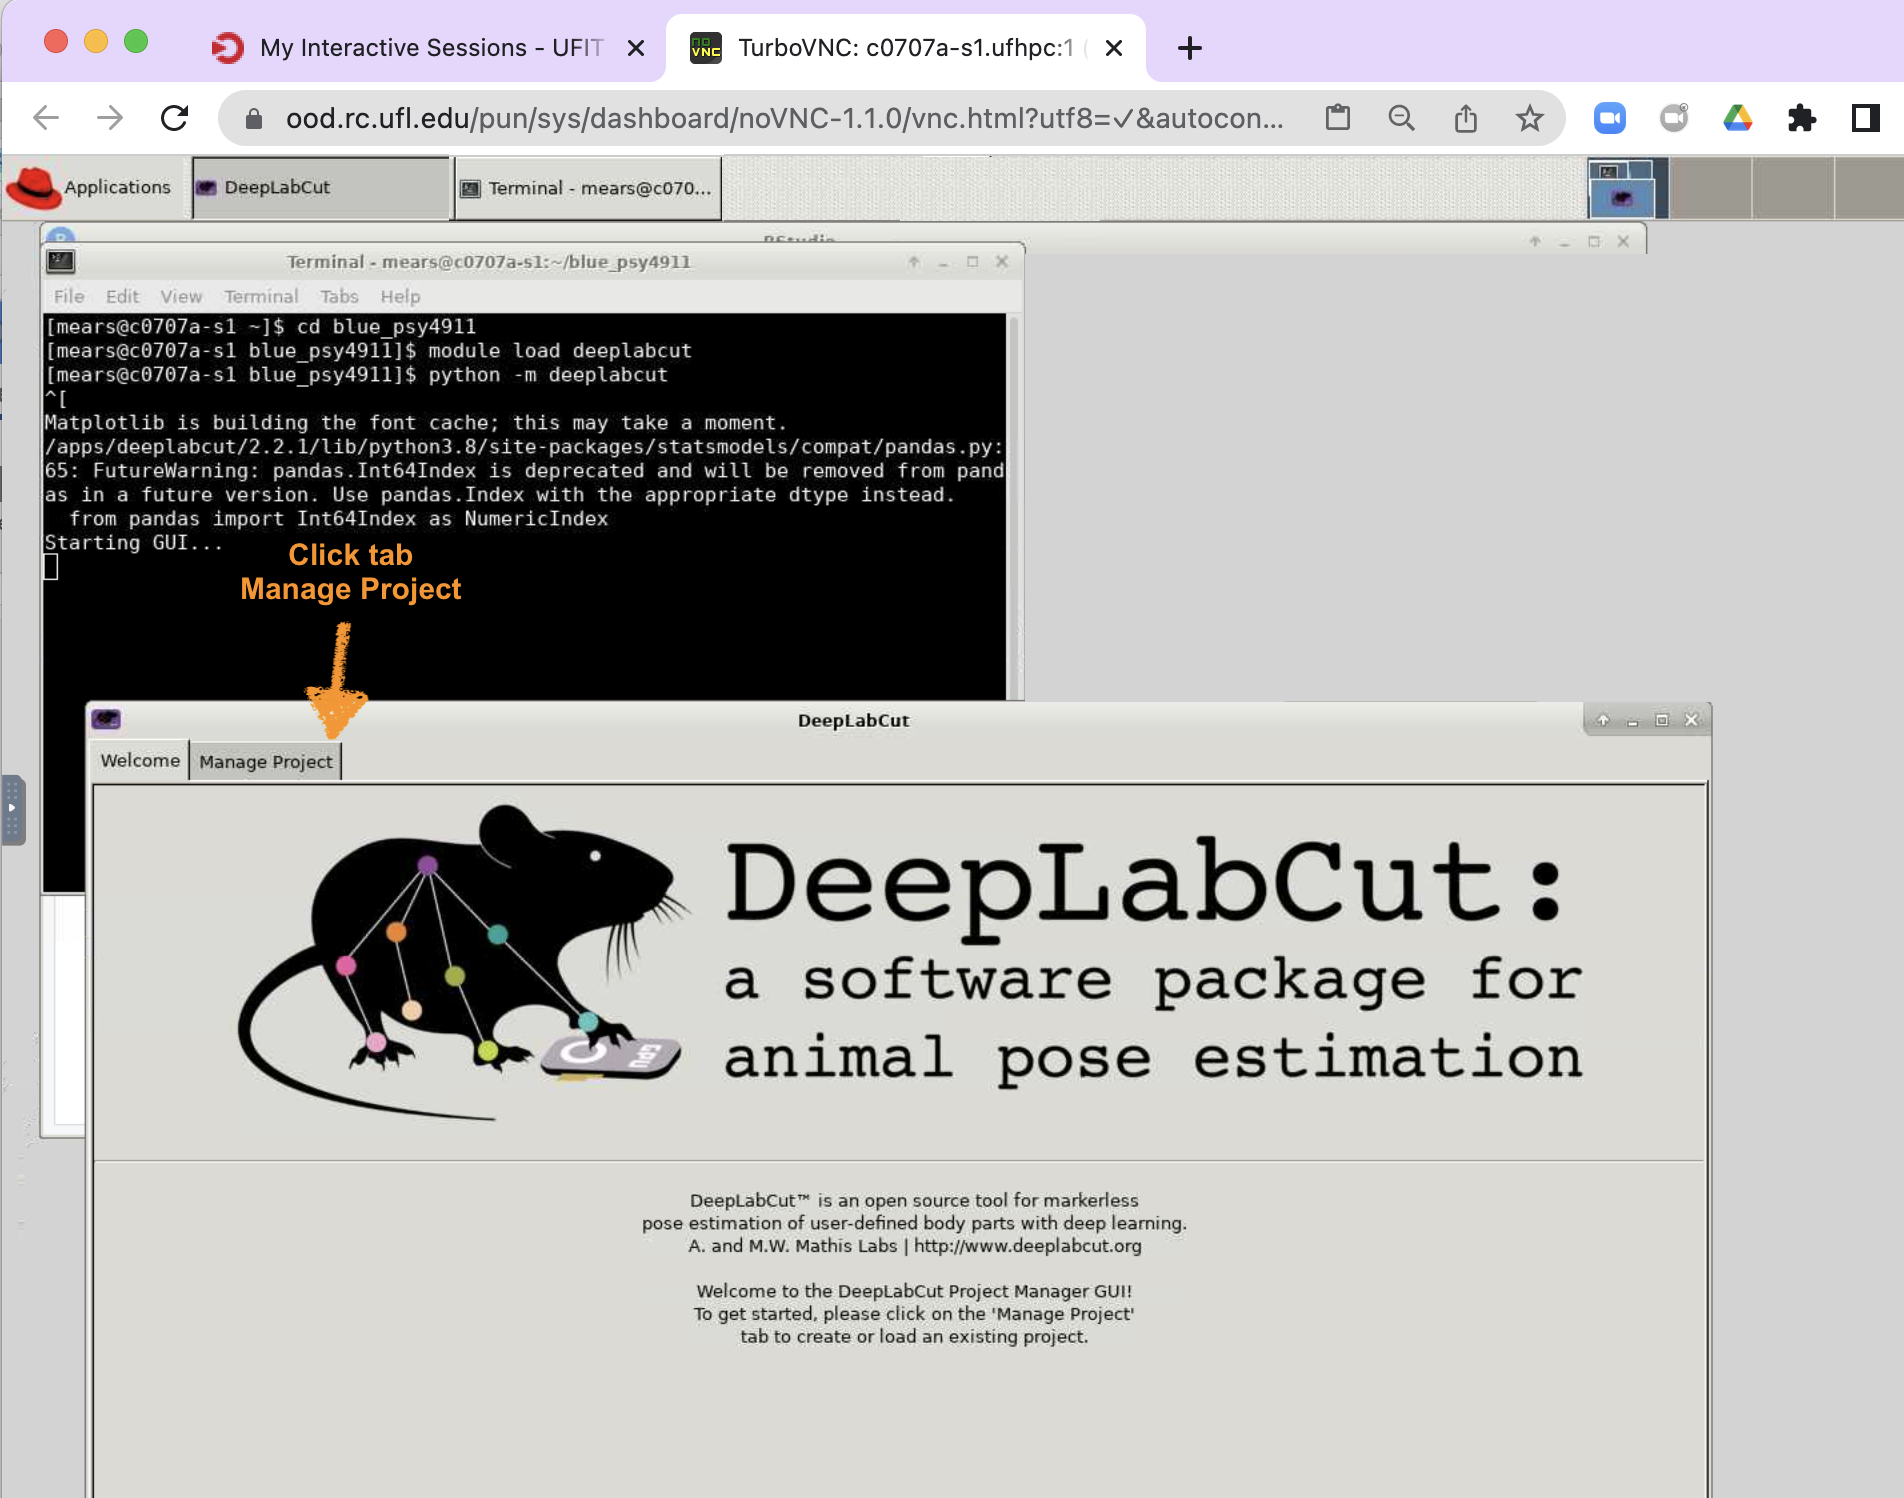 My Interactive Sessions - UFIT
TurboVNC: c0707a-s1.ufhpc:1 (
ood.rc.ufl.edu/pun/sys/dashboard/noVNC-1.1.0/vnc.html?utf8=✓&autocon...
Applications
DeepLabCut
Terminal - mears@c070...
RStudio
Terminal - mears@c0707a-s1:~/blue_psy4911
File Edit View Terminal Tabs Help
[mears@c0707a-s1 ~]$ cd blue_psy4911
[mears@c0707a-s1 blue_psy4911]$ module load deeplabcut
[mears@c0707a-s1 blue_psy4911]$ python -m deeplabcut
^[
Matplotlib is building the font cache; this may take a moment.
/apps/deeplabcut/2.2.1/lib/python3.8/site-packages/statsmodels/compat/pandas.py:
65: FutureWarning: pandas.Int64Index is deprecated and will be removed from pand
as in a future version. Use pandas.Index with the appropriate dtype instead.
  from pandas import Int64Index as NumericIndex
Starting GUI...
Click tab
Manage Project
DeepLabCut
Welcome
Manage Project
DeepLabCut:
a software package for
animal pose estimation
GPU
DeepLabCut™ is an open source tool for markerless
pose estimation of user-defined body parts with deep learning.
A. and M.W. Mathis Labs | http://www.deeplabcut.org
Welcome to the DeepLabCut Project Manager GUI!
To get started, please click on the 'Manage Project'
tab to create or load an existing project.